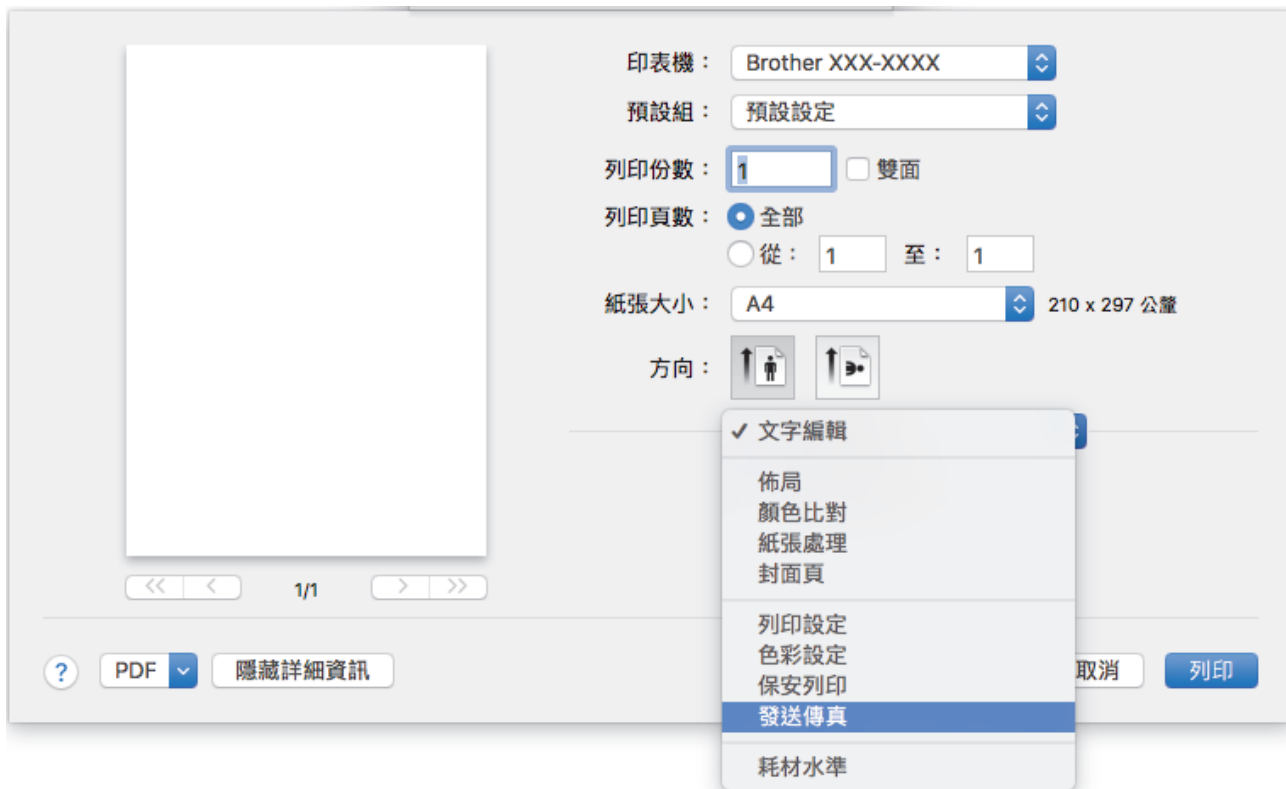 印表機： Brother XXX-XXXX
預設組： 預設設定
列印份數： 1 雙面
列印頁數： 全部
從： 1 至： 1
紙張大小： A4 210 x 297 公釐
方向：
✓ 文字編輯
佈局
顏色比對
紙張處理
封面頁
1/1
列印設定
色彩設定
保安列印
發送傳真
耗材水準
? PDF 隱藏詳細資訊 取消 列印